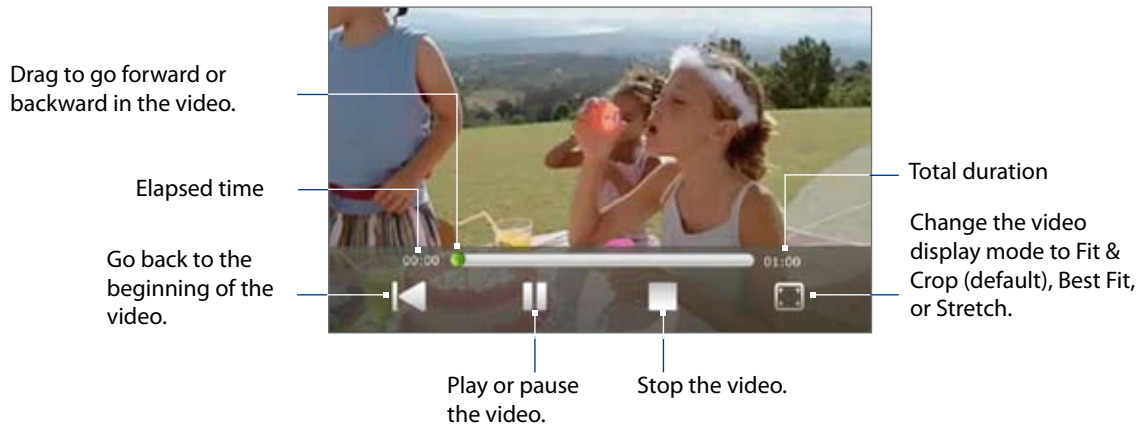 Drag to go forward or
backward in the video.
Elapsed time
Go back to the
beginning of the
video.
00:00
01:00
Total duration
Change the video
display mode to Fit &
Crop (default), Best Fit,
or Stretch.
Play or pause
the video.
Stop the video.